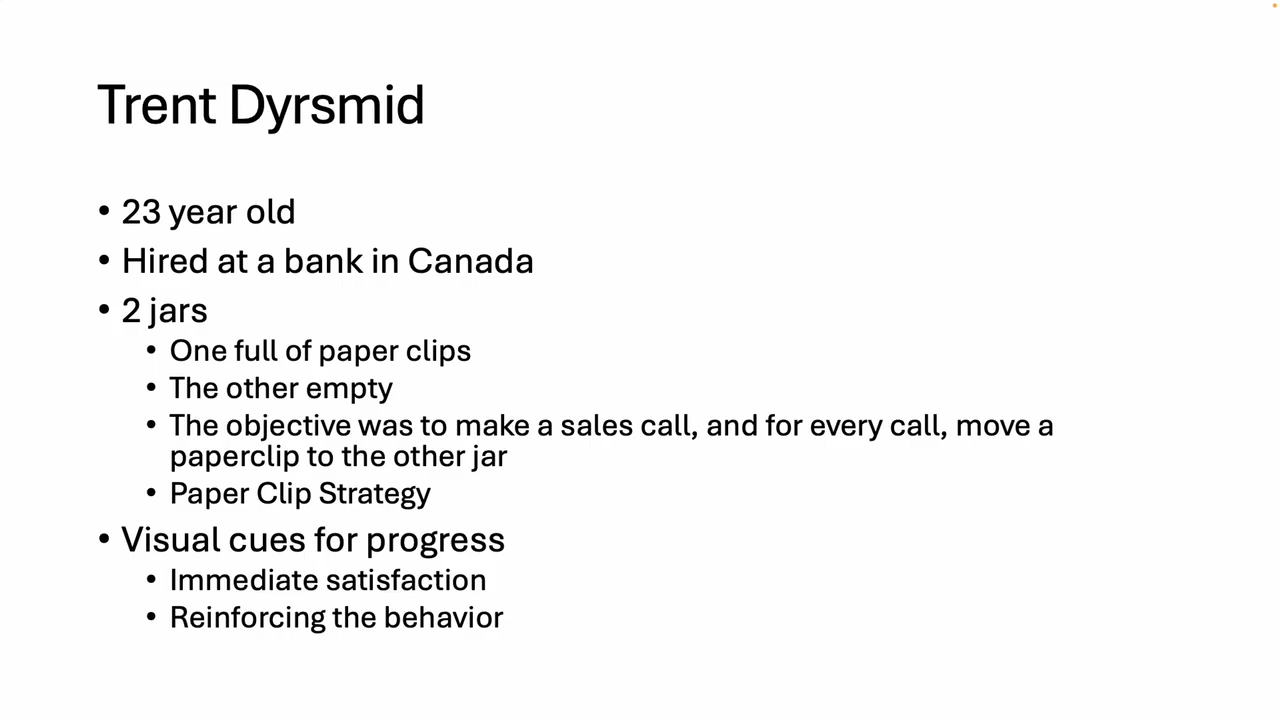 Trent Dyrsmid
• 23 year old
• Hired at a bank in Canada
• 2 jars
• One full of paper clips
• The other empty
• The objective was to make a sales call, and for every call, move a
paperclip to the other jar
• Paper Clip Strategy
• Visual cues for progress
• Immediate satisfaction
• Reinforcing the behavior